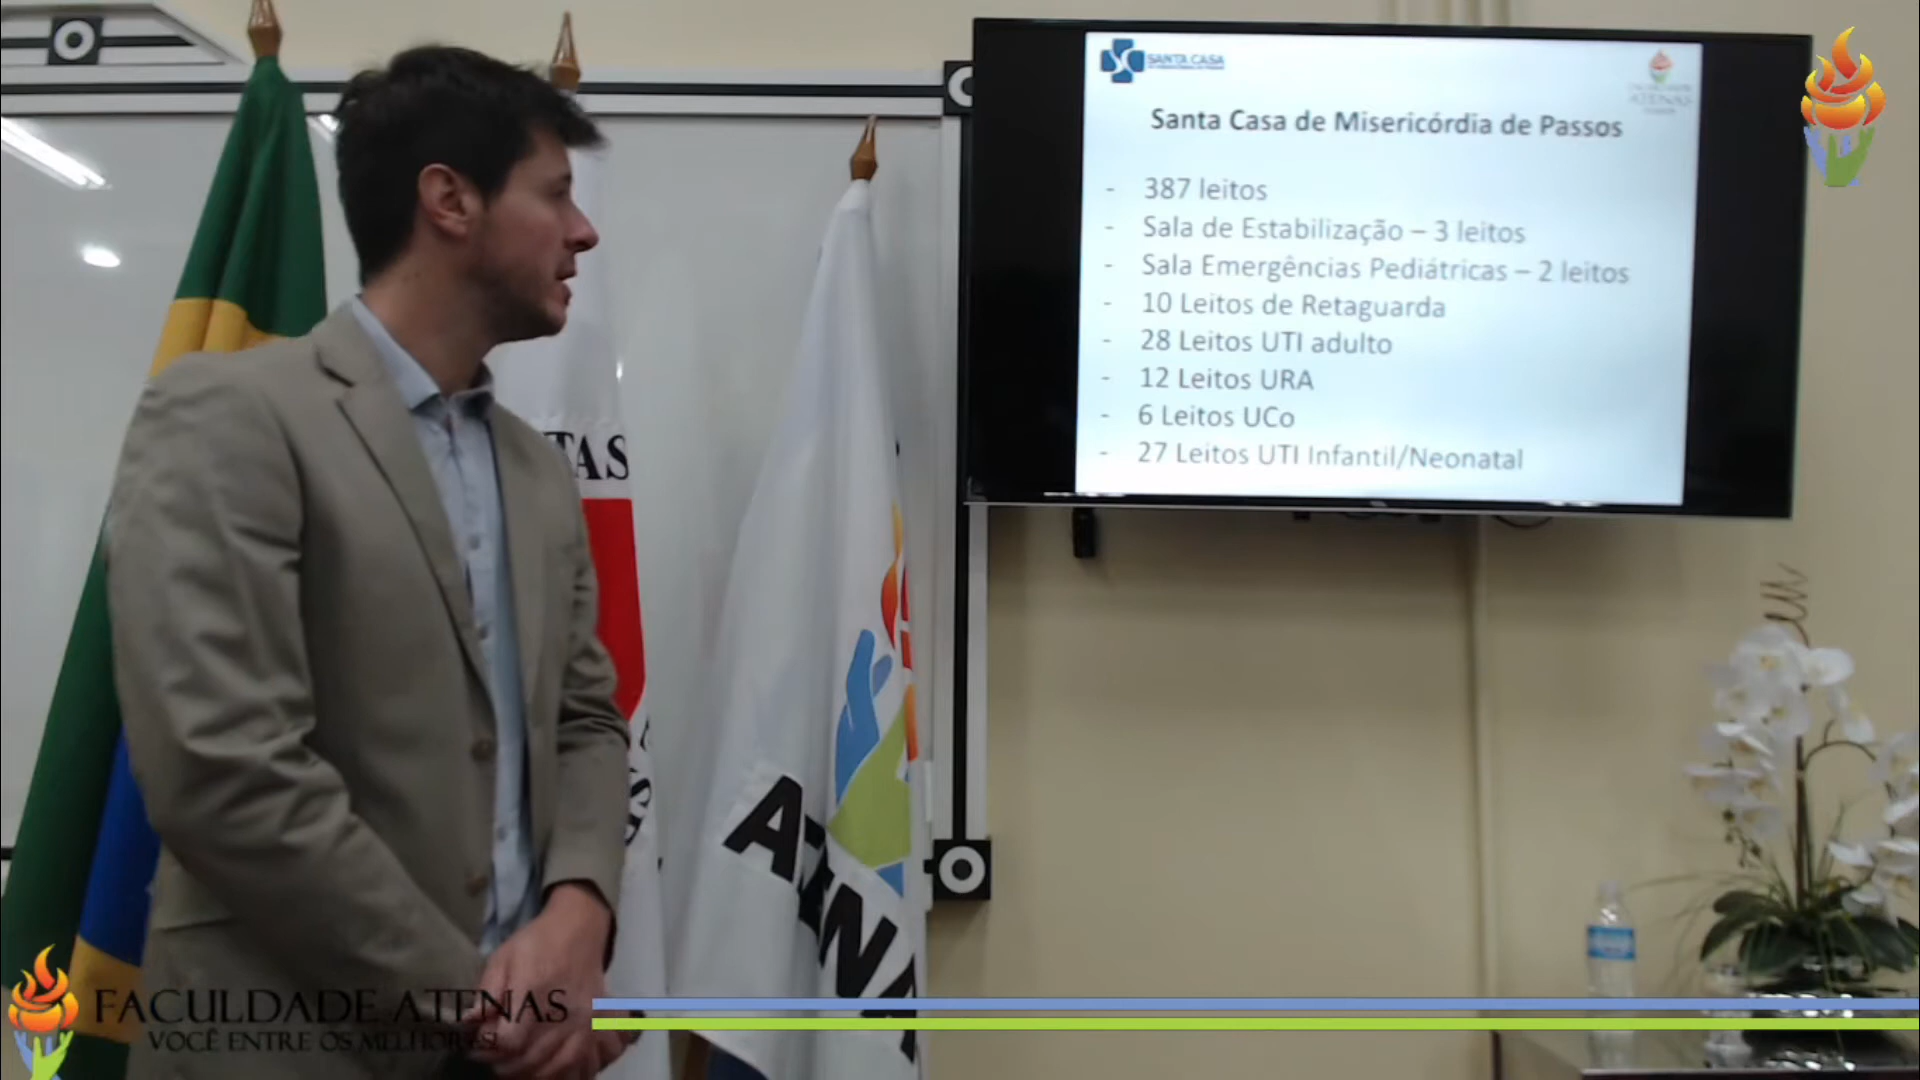 SANTA CASA
ATENAS
Santa Casa de Misericórdia de Passos
- 387 leitos
- Sala de Estabilização – 3 leitos
- Sala Emergências Pediátricas – 2 leitos
- 10 Leitos de Retaguarda
- 28 Leitos UTI adulto
- 12 Leitos URA
- 6 Leitos UCo
- 27 Leitos UTI Infantil/Neonatal
TAS
ATENA
FACULDADE ATENAS
VOCÊ ENTRE OS MELHORES!